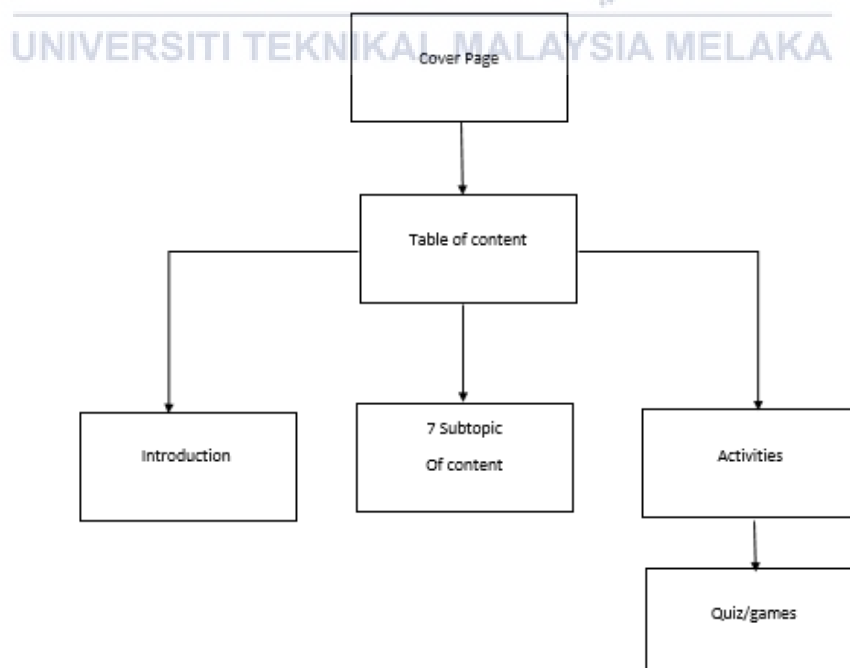 UNIVERSITI TEKNIKAL MALAYSIA MELAKA
Cover Page
Table of content
Introduction
7 Subtopic
Of content
Activities
Quiz/games